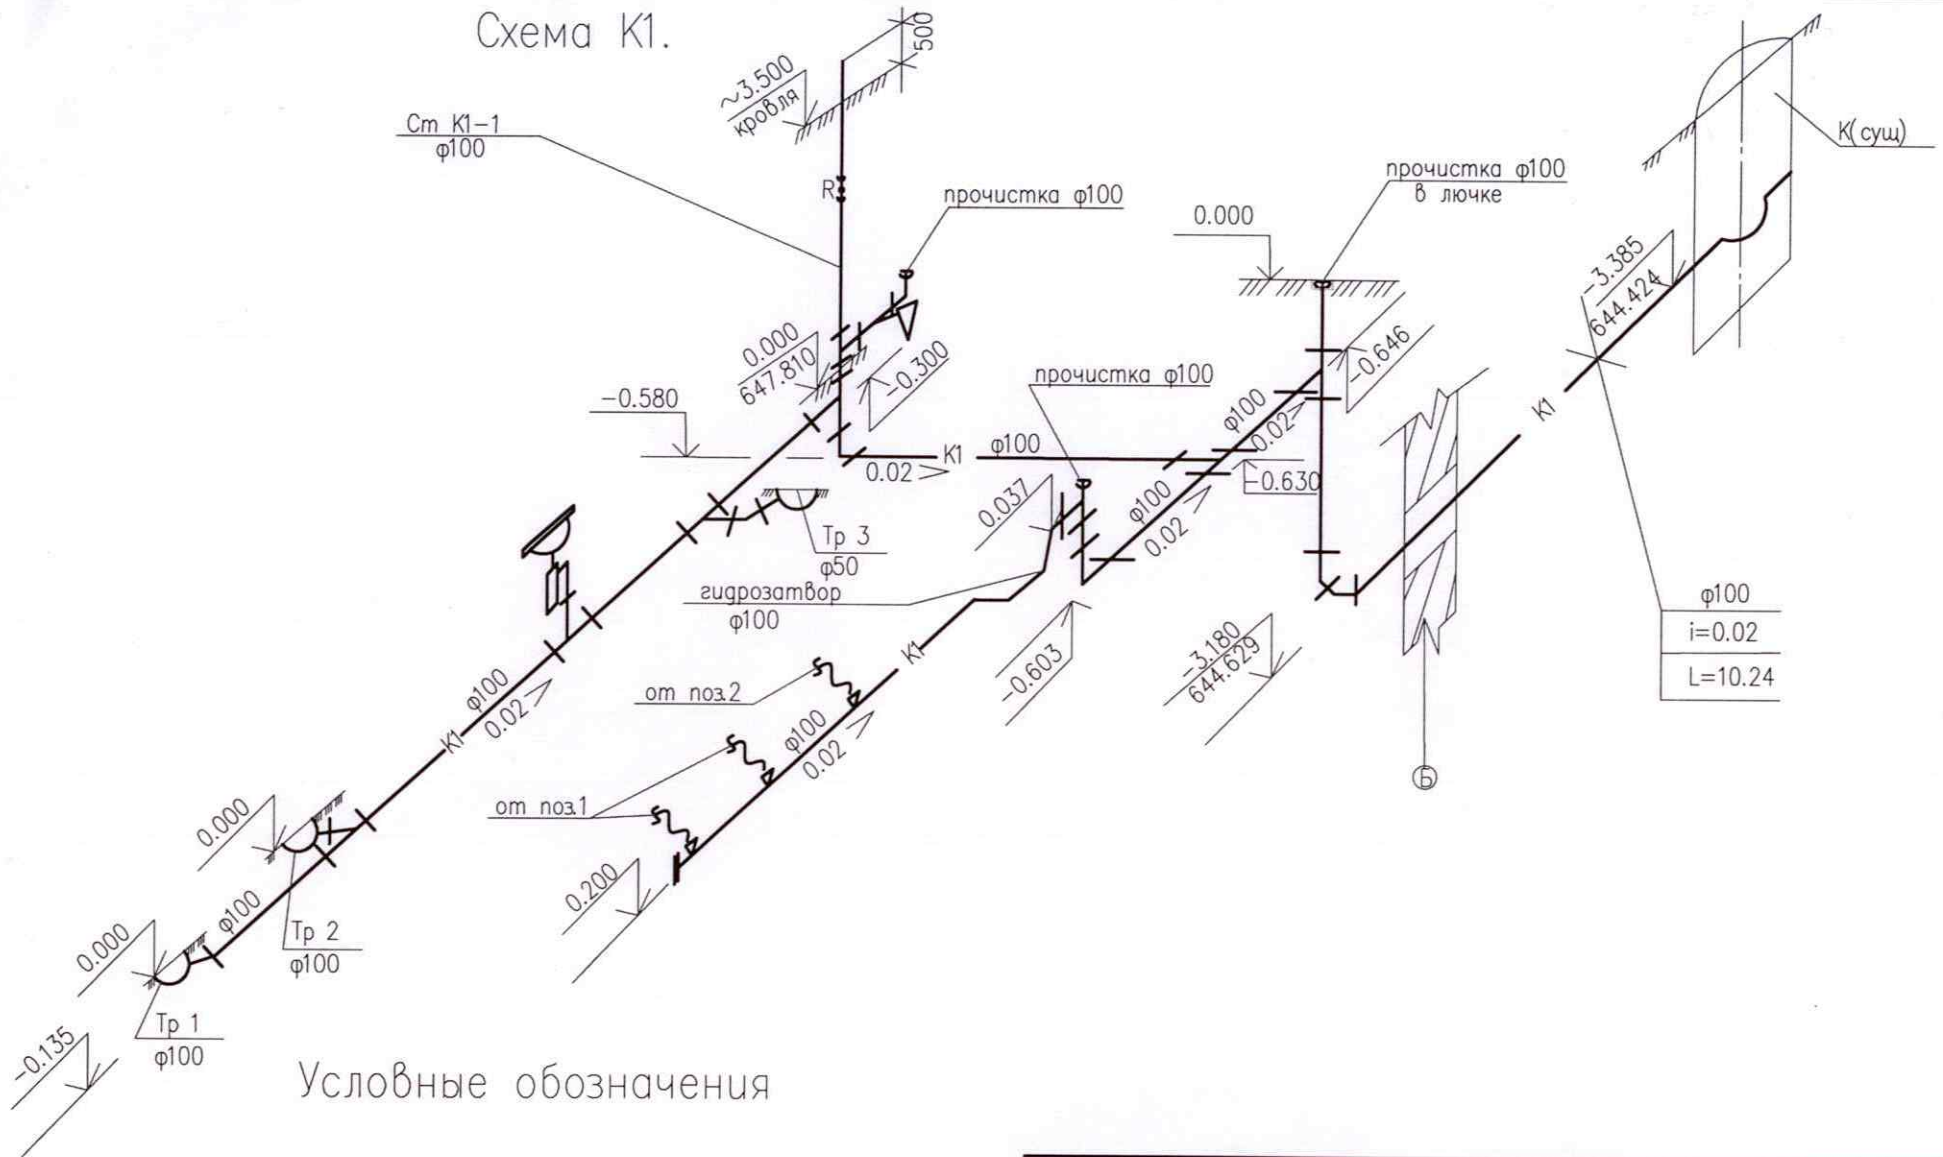 Схема К1.
500
~3.500
кровля
Ст К1-1
φ100
R
прочистка φ100
прочистка φ100
в лючке
К(сущ)
0.000
-3.385
644.424
0.000
647.810
-0.300
-0.646
прочистка φ100
-0.580
К1
φ100
0.02
φ100
0.02
-0.630
К1
0.037
φ100
0.02
Тр 3
φ50
гидрозатвор
φ100
φ100
i=0.02
L=10.24
К1
-0.603
-3.180
644.629
от поз.2
φ100
0.02
К1
φ100
0.02
Б
от поз.1
0.000
0.200
φ100
Тр 2
φ100
0.000
Тр 1
φ100
-0.135
Условные обозначения